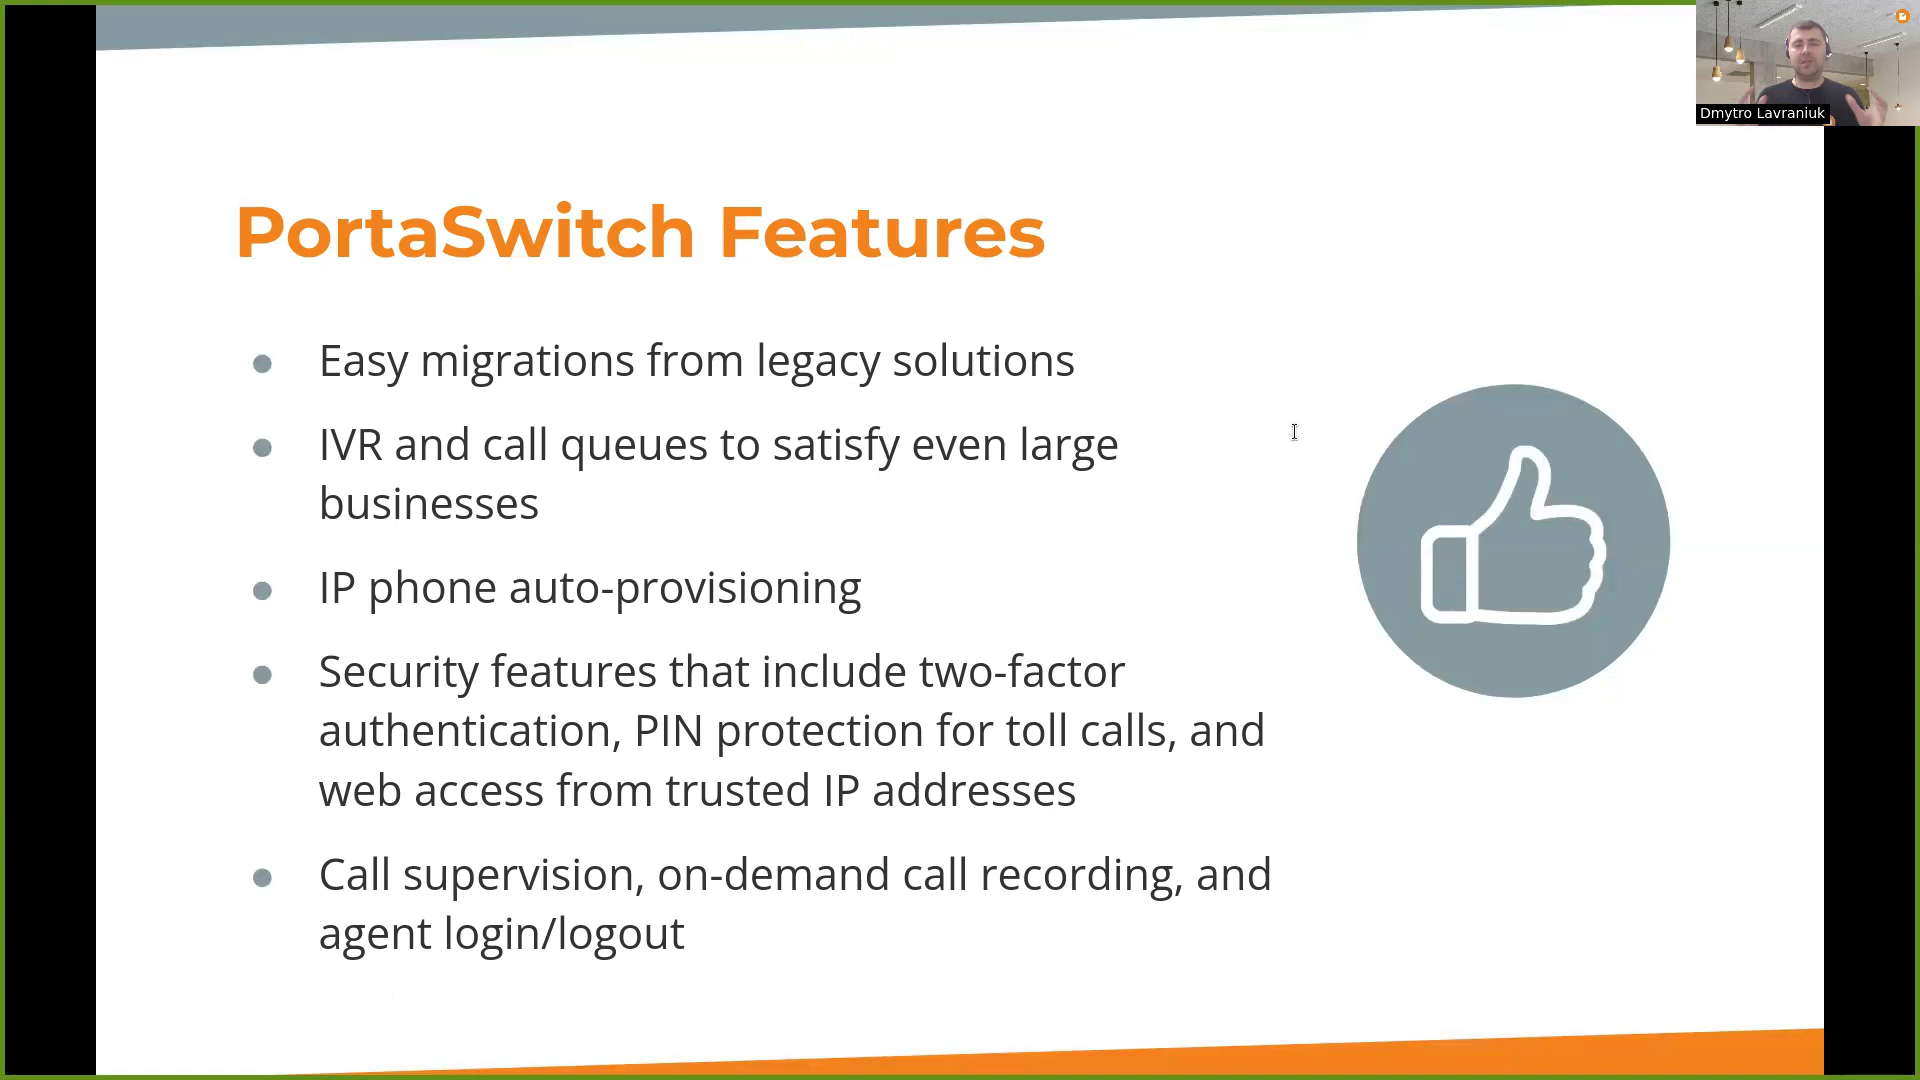 Dmytro Lavraniuk
PortaSwitch Features
Easy migrations from legacy solutions
IVR and call queues to satisfy even large
businesses
IP phone auto-provisioning
Security features that include two-factor
authentication, PIN protection for toll calls, and
web access from trusted IP addresses
Call supervision, on-demand call recording, and
agent login/logout